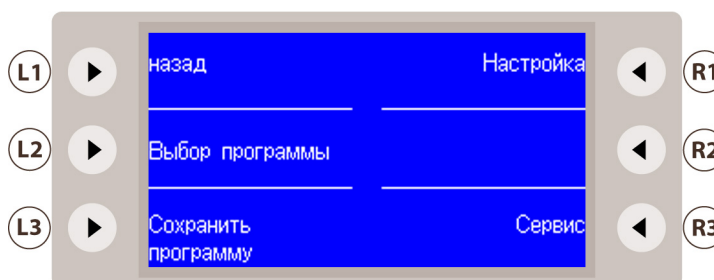 L1 назад Настройка R1
L2 Выбор программы R2
L3 Сохранить Сервис R3
программу